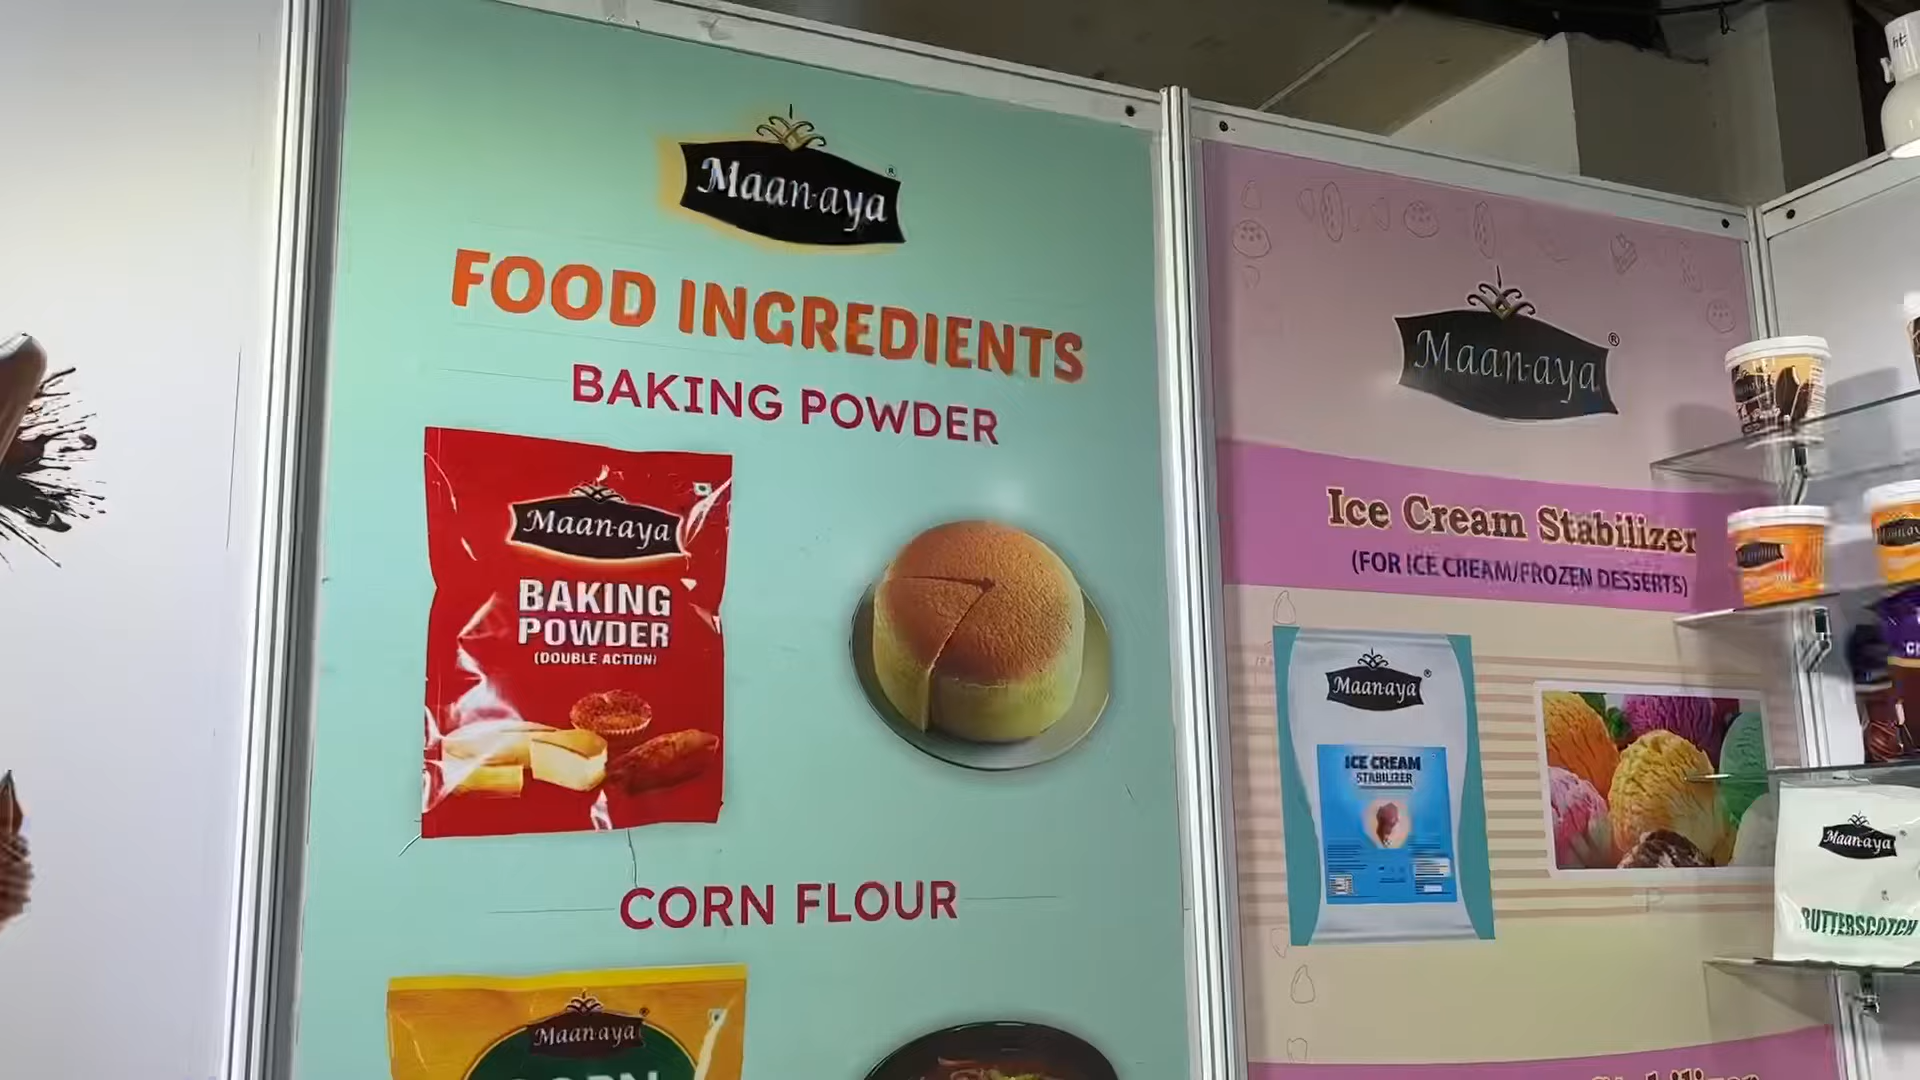 Maan-aya ®
FOOD INGREDIENTS
BAKING POWDER
Maan-aya
BAKING
POWDER
(DOUBLE ACTION)
CORN FLOUR
Maan-aya
Maan-aya ®
Ice Cream Stabilizer
(FOR ICE CREAM/FROZEN DESSERTS)
Maan-aya ®
ICE CREAM
STABILIZER
Maan-aya
BUTTERSCOTCH